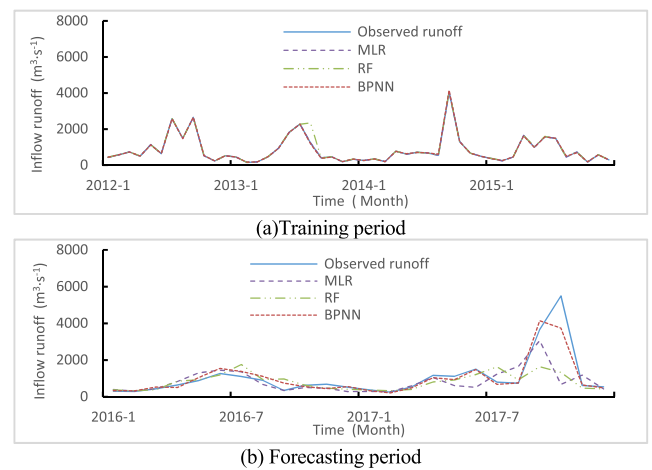 8000
6000
4000
2000
0
Inflow runoff (m³·s⁻¹)
Observed runoff
MLR
RF
BPNN
2012-1 2013-1 2014-1 2015-1
Time ( Month)
(a)Training period
8000
6000
4000
2000
0
Inflow runoff (m³·s⁻¹)
Observed runoff
MLR
RF
BPNN
2016-1 2016-7 2017-1 2017-7
Time (Month)
(b) Forecasting period